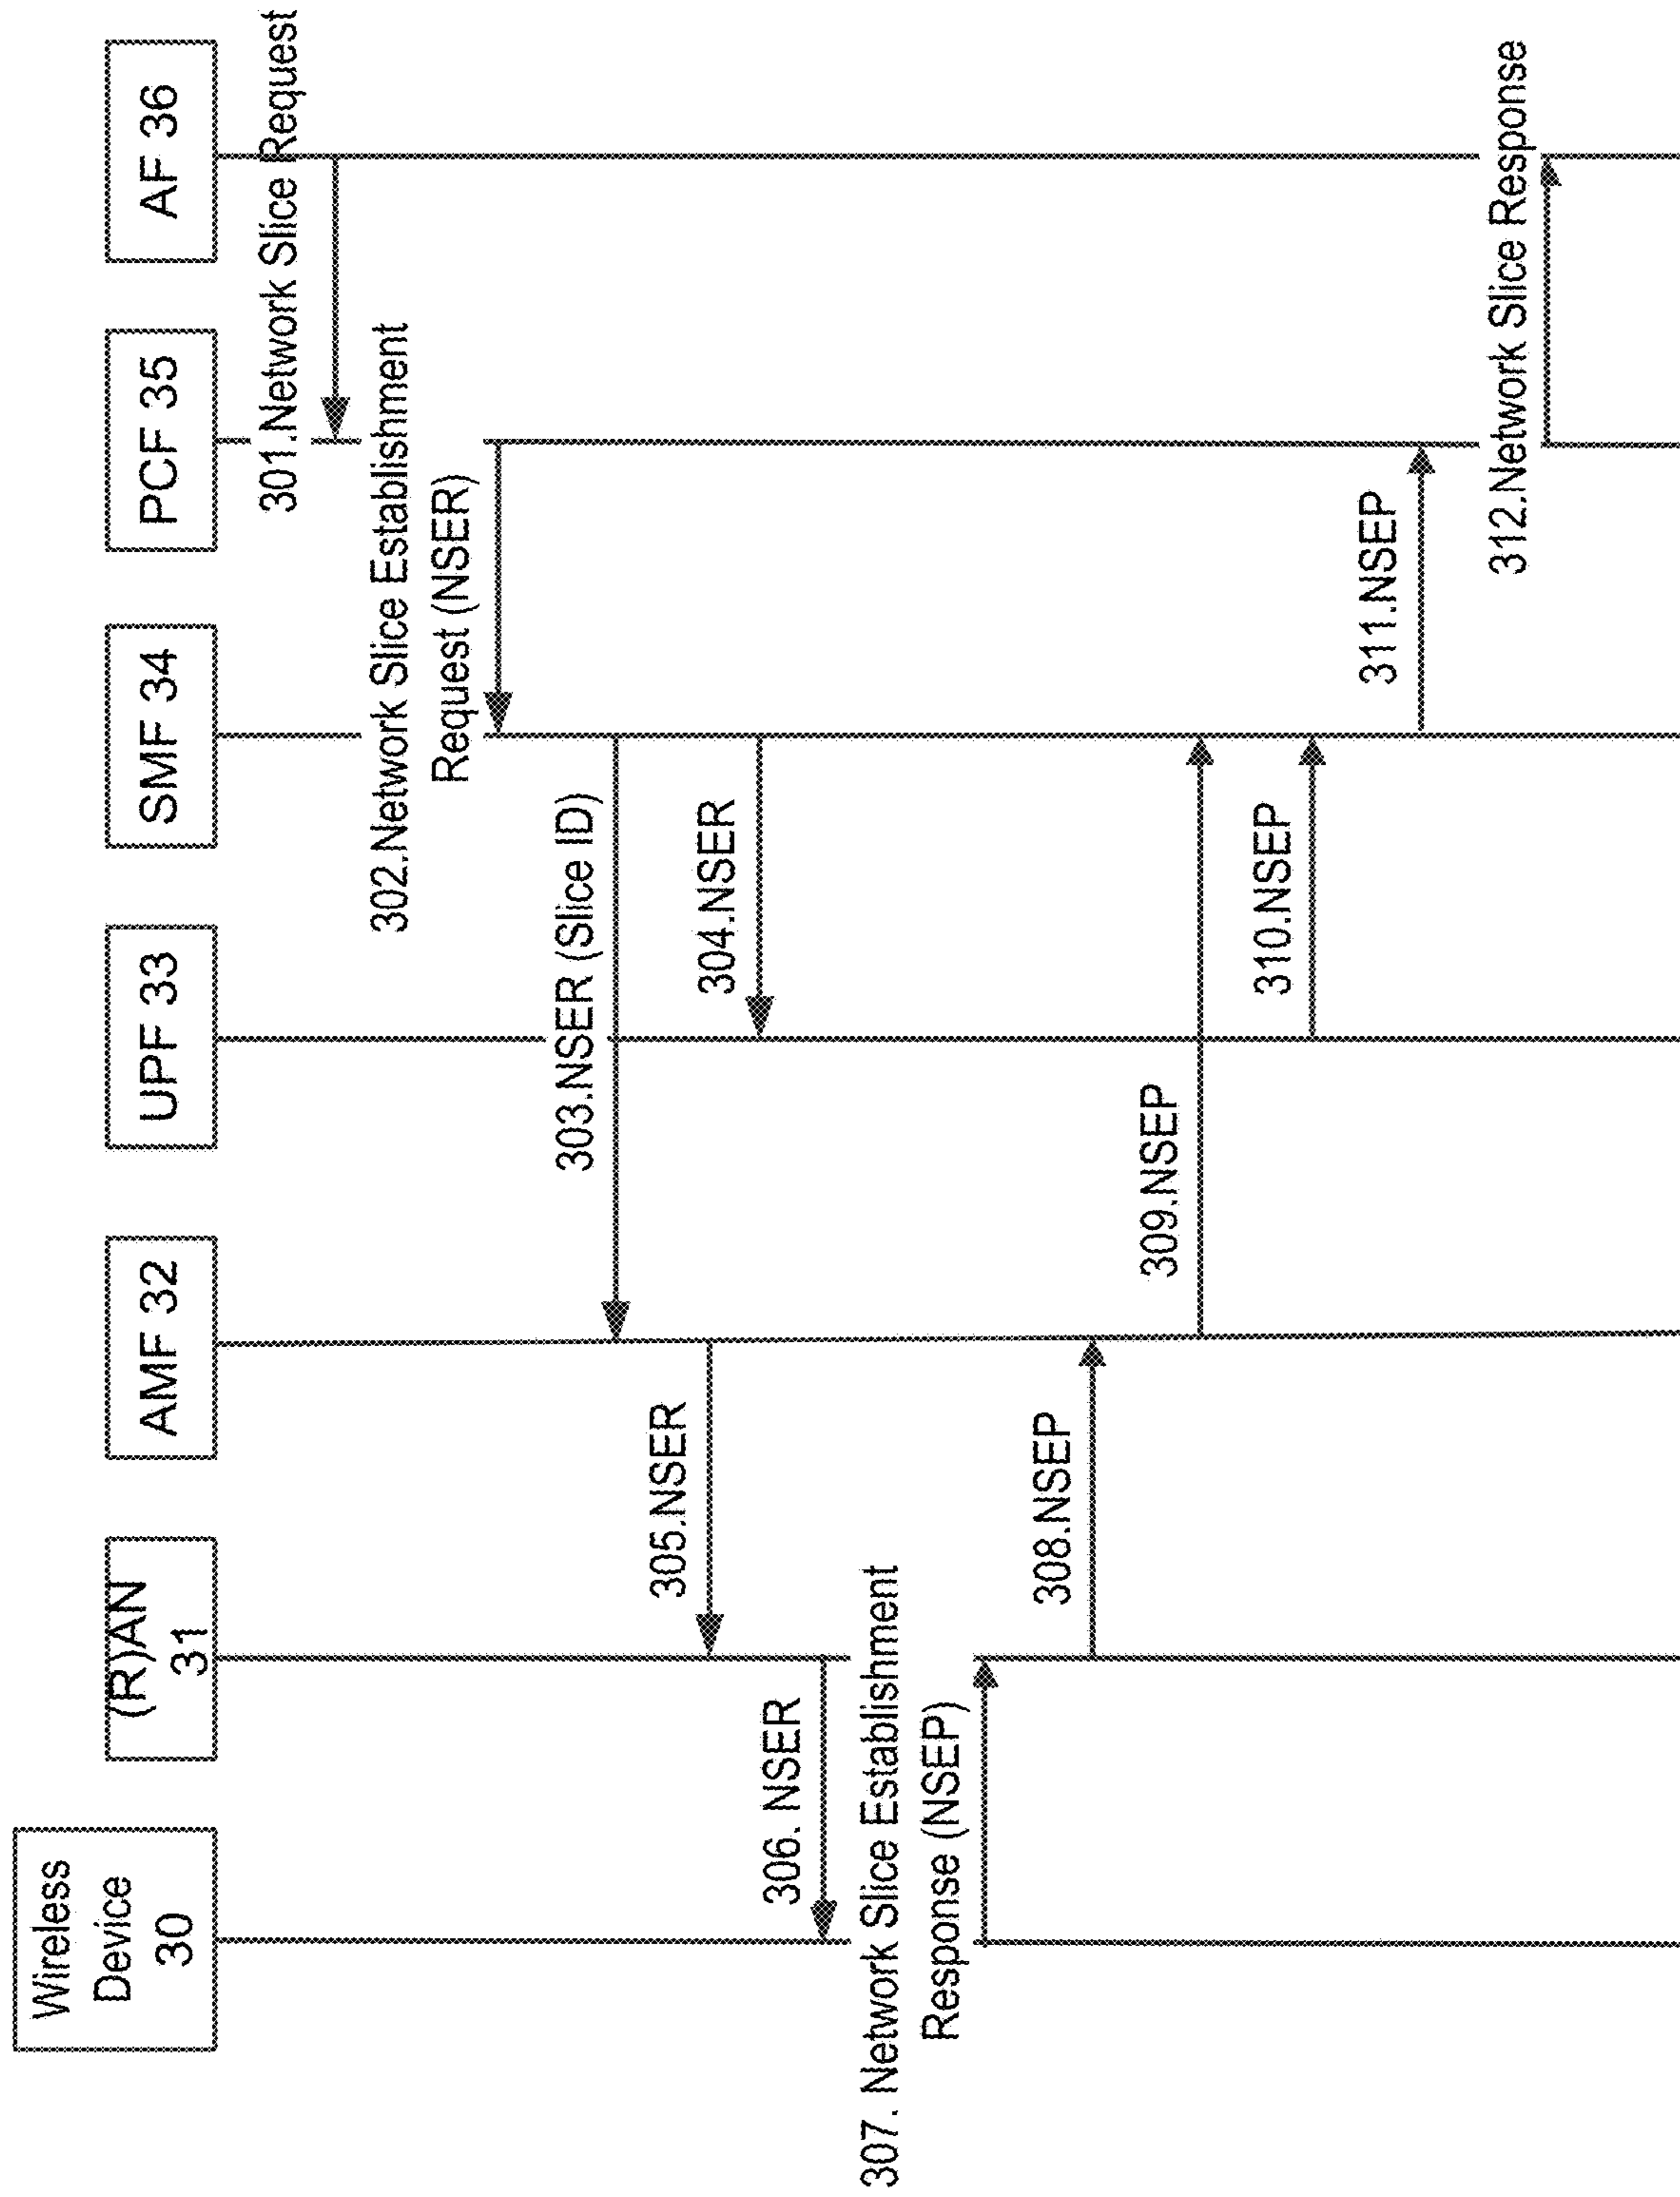 Wireless
Device
30
(R)AN
31
AMF 32
UPF 33
SMF 34
PCF 35
AF 36
301.Network Slice Request
302.Network Slice Establishment
Request (NSER)
303.NSER (Slice ID)
305.NSER
304.NSER
306. NSER
307. Network Slice Establishment
Response (NSEP)
308.NSEP
309.NSEP
310.NSEP
311.NSEP
312.Network Slice Response